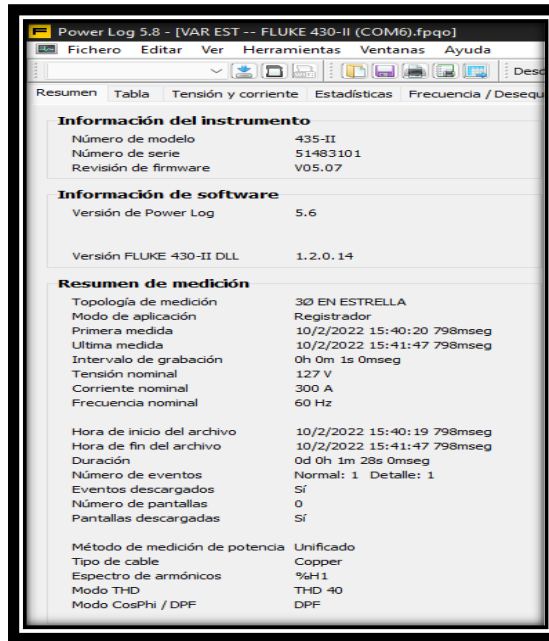 Power Log 5.8 - [VAR EST -- FLUKE 430-II (COM6).fpqo]
Fichero Editar Ver Herramientas Ventanas Ayuda
Desc
Resumen Tabla Tensión y corriente Estadísticas Frecuencia / Desequ
Información del instrumento
Número de modelo 435-II
Número de serie 51483101
Revisión de firmware V05.07
Información de software
Versión de Power Log 5.6
Versión FLUKE 430-II DLL 1.2.0.14
Resumen de medición
Topología de medición 3Ø EN ESTRELLA
Modo de aplicación Registrador
Primera medida 10/2/2022 15:40:20 798mseg
Ultima medida 10/2/2022 15:41:47 798mseg
Intervalo de grabación 0h 0m 1s 0mseg
Tensión nominal 127 V
Corriente nominal 300 A
Frecuencia nominal 60 Hz
Hora de inicio del archivo 10/2/2022 15:40:19 798mseg
Hora de fin del archivo 10/2/2022 15:41:47 798mseg
Duración 0d 0h 1m 28s 0mseg
Número de eventos Normal: 1 Detalle: 1
Eventos descargados Sí
Número de pantallas 0
Pantallas descargadas Sí
Método de medición de potencia Unificado
Tipo de cable Copper
Espectro de armónicos %H1
Modo THD THD 40
Modo CosPhi / DPF DPF